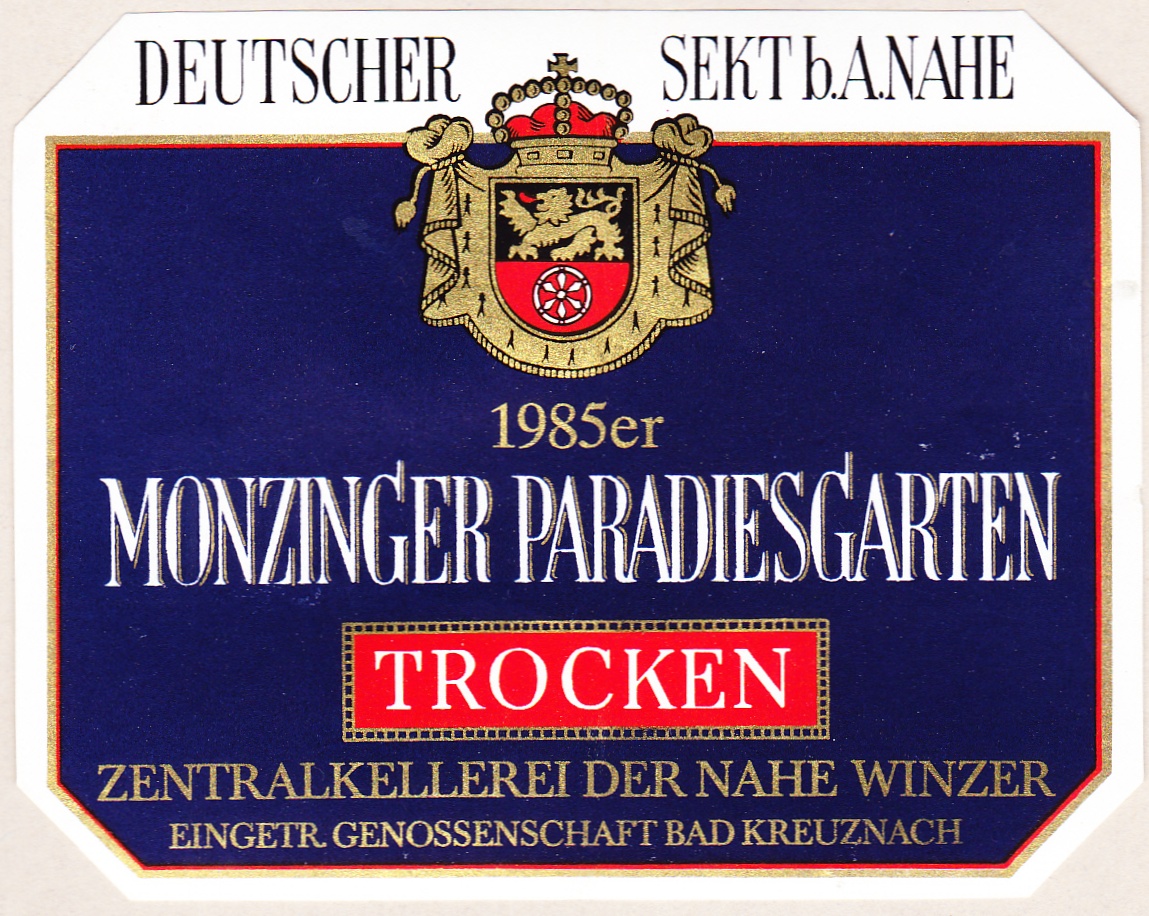 DEUTSCHER SEKT b.A.NAHE
1985er
MONZINGER PARADIESGARTEN
TROCKEN
ZENTRALKELLEREI DER NAHE WINZER
EINGETR. GENOSSENSCHAFT BAD KREUZNACH